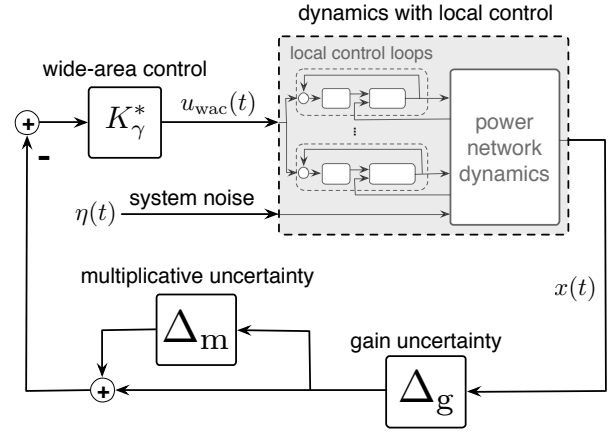 dynamics with local control
local control loops
wide-area control
+
-
K*γ
u_wac(t)
...
power
network
dynamics
η(t)
system noise
x(t)
multiplicative uncertainty
Δm
gain uncertainty
+
Δg